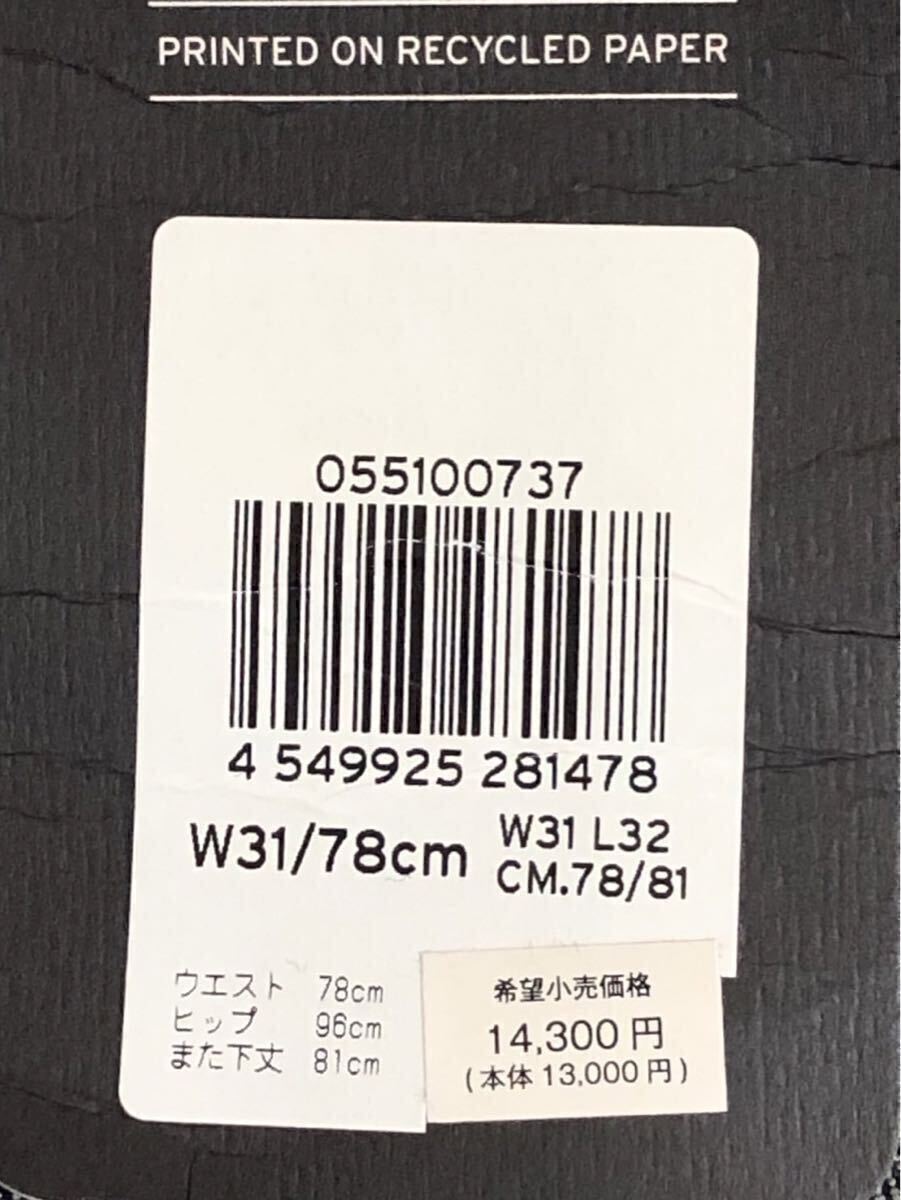 PRINTED ON RECYCLED PAPER
055100737
4 549925 281478
W31/78cm
W31 L32
CM.78/81
ウエスト 78cm
ヒップ 96cm
また下丈 81cm
希望小売価格
14,300円
(本体13,000円)